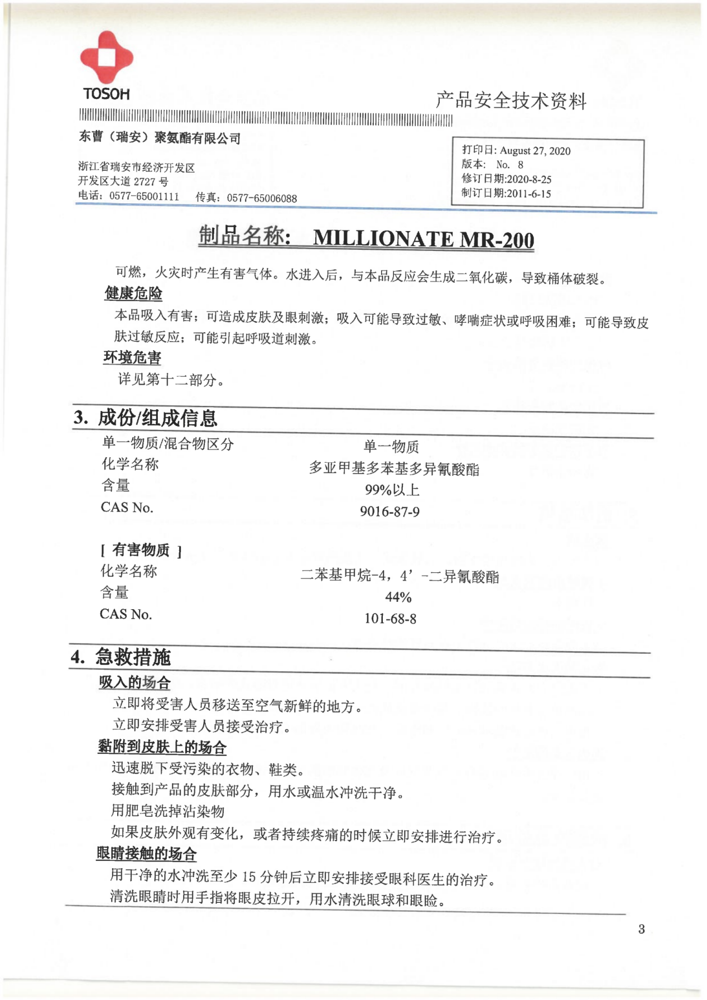 TOSOH
产品安全技术资料
东曹（瑞安）聚氨酯有限公司
浙江省瑞安市经济开发区
开发区大道 2727 号
电话：0577-65001111 传真：0577-65006088
打印日: August 27, 2020
版本: No. 8
修订日期:2020-8-25
制订日期:2011-6-15
制品名称: MILLIONATE MR-200
可燃，火灾时产生有害气体。水进入后，与本品反应会生成二氧化碳，导致桶体破裂。
健康危险
本品吸入有害；可造成皮肤及眼刺激；吸入可能导致过敏、哮喘症状或呼吸困难；可能导致皮
肤过敏反应；可能引起呼吸道刺激。
环境危害
详见第十二部分。
3. 成份/组成信息
单一物质/混合物区分 单一物质
化学名称 多亚甲基多苯基多异氰酸酯
含量 99%以上
CAS No. 9016-87-9
[ 有害物质 ]
化学名称 二苯基甲烷-4，4’-二异氰酸酯
含量 44%
CAS No. 101-68-8
4. 急救措施
吸入的场合
立即将受害人员移送至空气新鲜的地方。
立即安排受害人员接受治疗。
黏附到皮肤上的场合
迅速脱下受污染的衣物、鞋类。
接触到产品的皮肤部分，用水或温水冲洗干净。
用肥皂洗掉沾染物
如果皮肤外观有变化，或者持续疼痛的时候立即安排进行治疗。
眼睛接触的场合
用干净的水冲洗至少 15 分钟后立即安排接受眼科医生的治疗。
清洗眼睛时用手指将眼皮拉开，用水清洗眼球和眼睑。
3